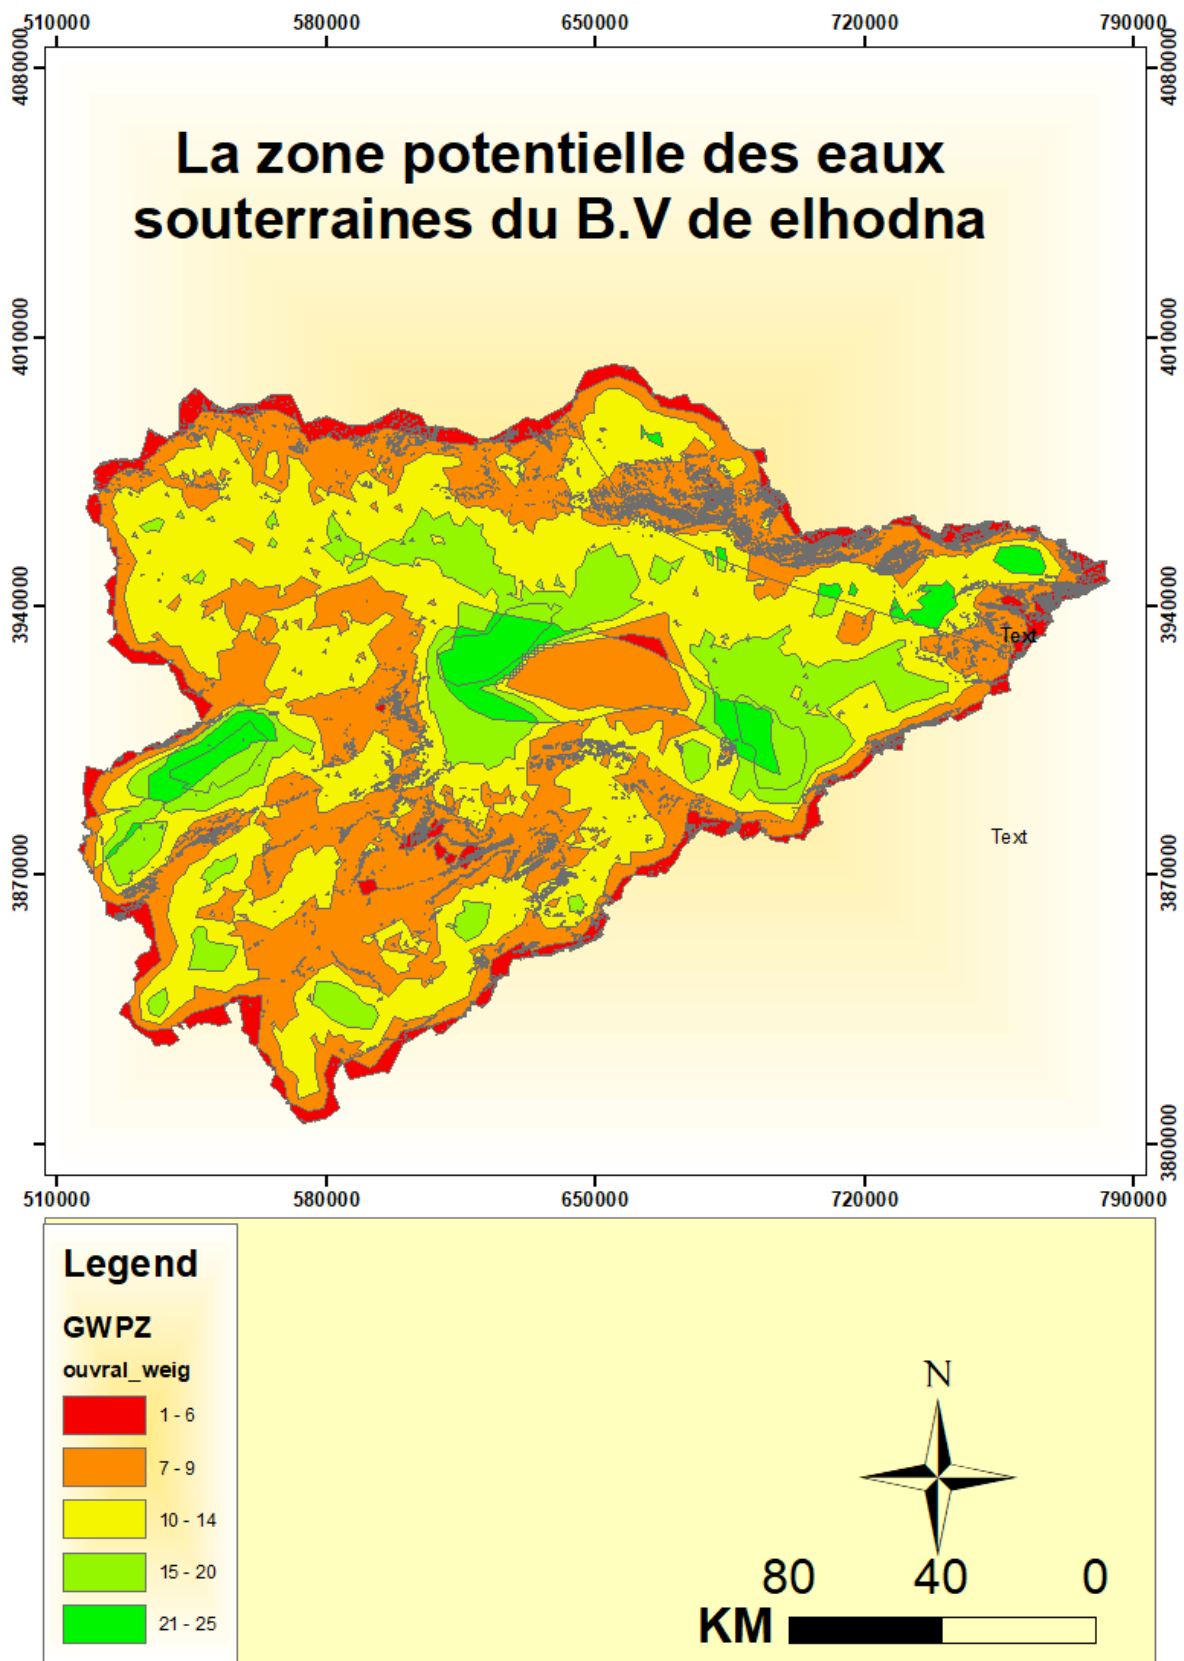 510000 580000 650000 720000 790000
4080000 4080000
La zone potentielle des eaux
souterraines du B.V de elhodna
4010000 4010000
3940000 3940000
Text
Text
3870000 3870000
3800000
510000 580000 650000 720000 790000
Legend
GWPZ
ouvral_weig
1 - 6
7 - 9
10 - 14
15 - 20
21 - 25
N
80 40 0
KM